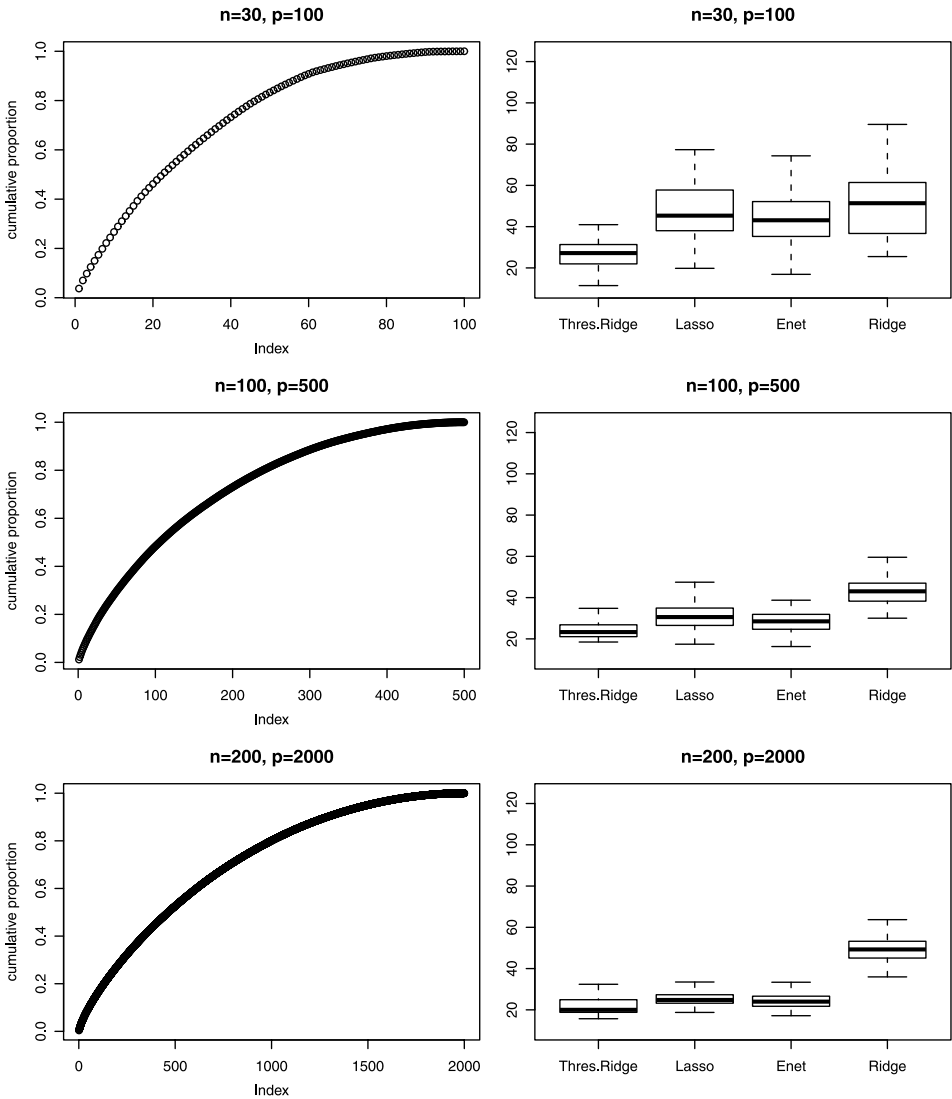 n=30, p=100
cumulative proportion
0.0 0.2 0.4 0.6 0.8 1.0
0 20 40 60 80 100
Index
n=30, p=100
20 40 60 80 100 120
Thres.Ridge Lasso Enet Ridge
n=100, p=500
cumulative proportion
0.0 0.2 0.4 0.6 0.8 1.0
0 100 200 300 400 500
Index
n=100, p=500
20 40 60 80 100 120
Thres.Ridge Lasso Enet Ridge
n=200, p=2000
cumulative proportion
0.0 0.2 0.4 0.6 0.8 1.0
0 500 1000 1500 2000
Index
n=200, p=2000
20 40 60 80 100 120
Thres.Ridge Lasso Enet Ridge